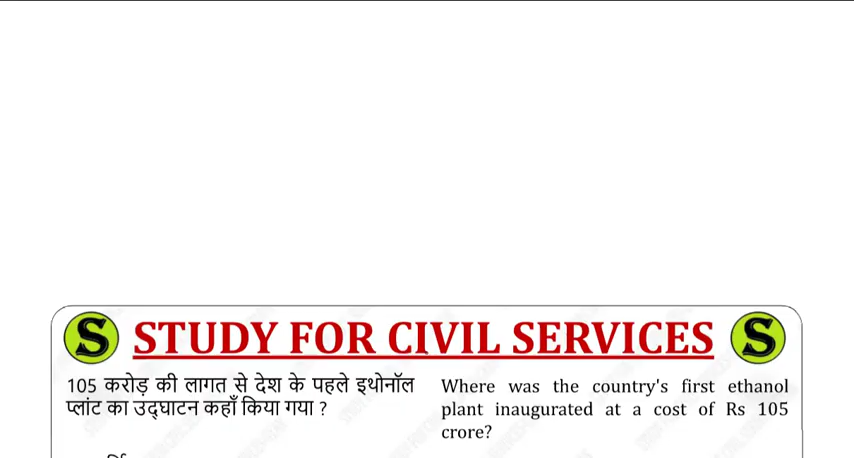 S STUDY FOR CIVIL SERVICES S
105 करोड़ की लागत से देश के पहले इथोनॉल
प्लांट का उद्घाटन कहाँ किया गया ?
Where was the country's first ethanol
plant inaugurated at a cost of Rs 105
crore?